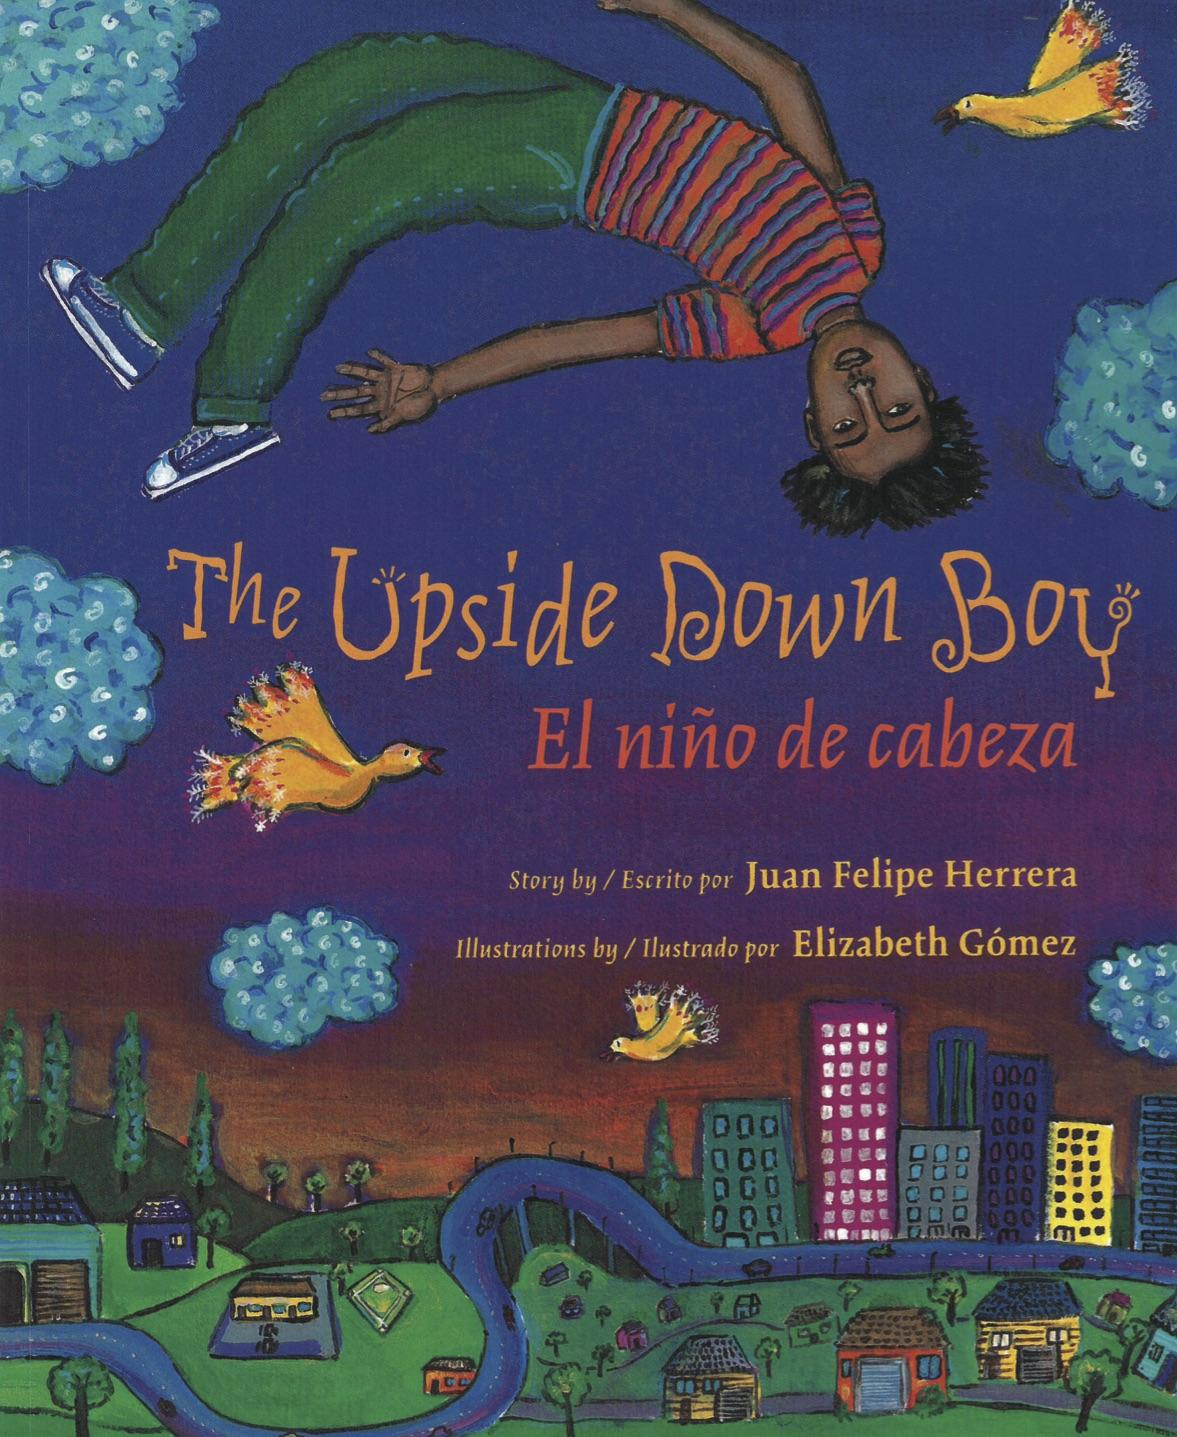 The Upside Down Boy
El niño de cabeza
Story by / Escrito por Juan Felipe Herrera
Illustrations by / Ilustrado por Elizabeth Gómez